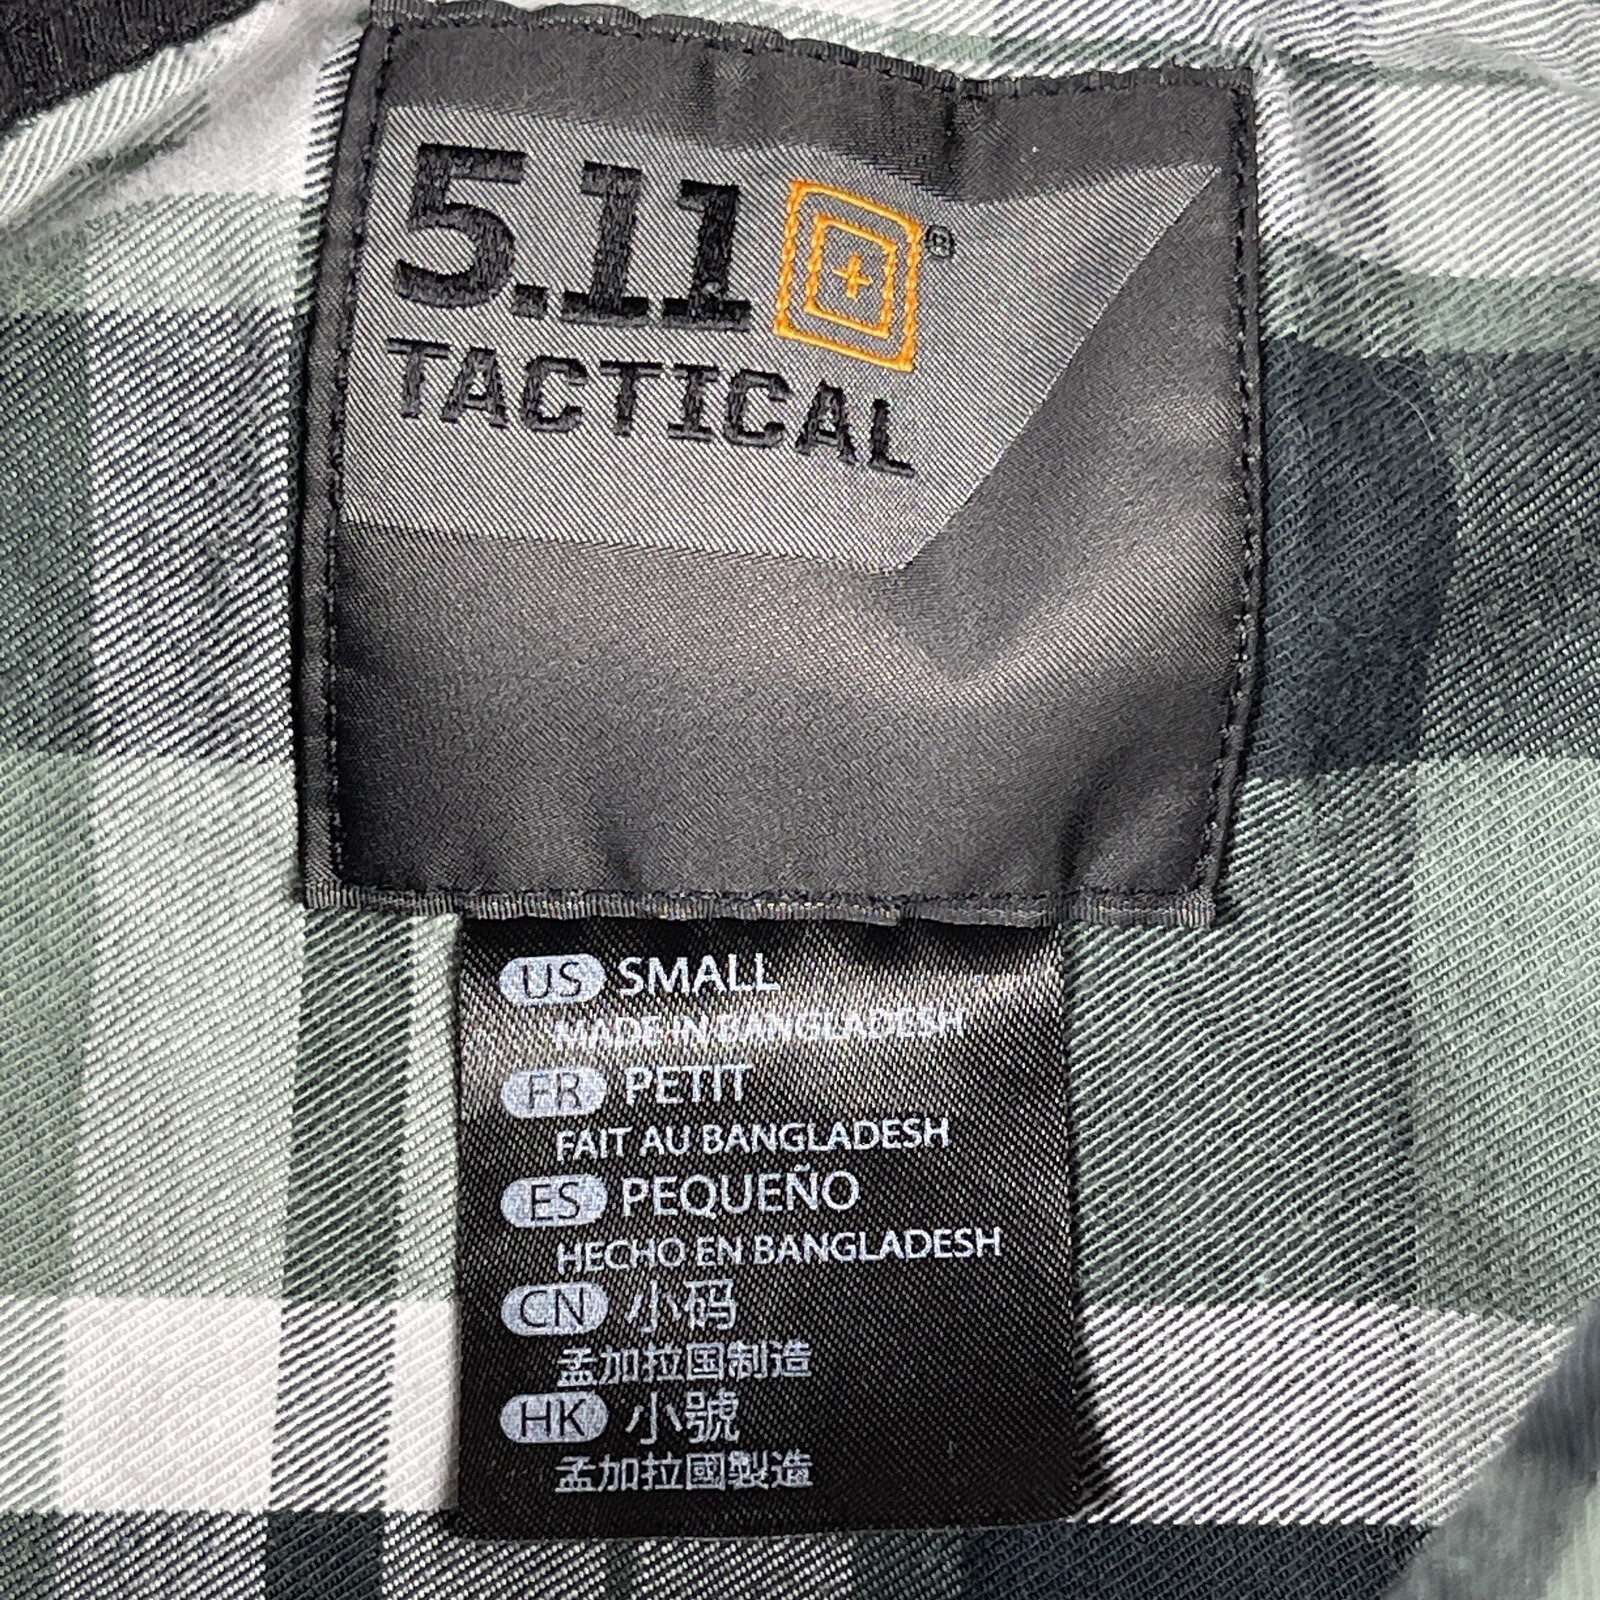 5.11®
TACTICAL
US SMALL
MADE IN BANGLADESH
FR PETIT
FAIT AU BANGLADESH
ES PEQUEÑO
HECHO EN BANGLADESH
CN 小码
孟加拉国制造
HK 小號
孟加拉國製造